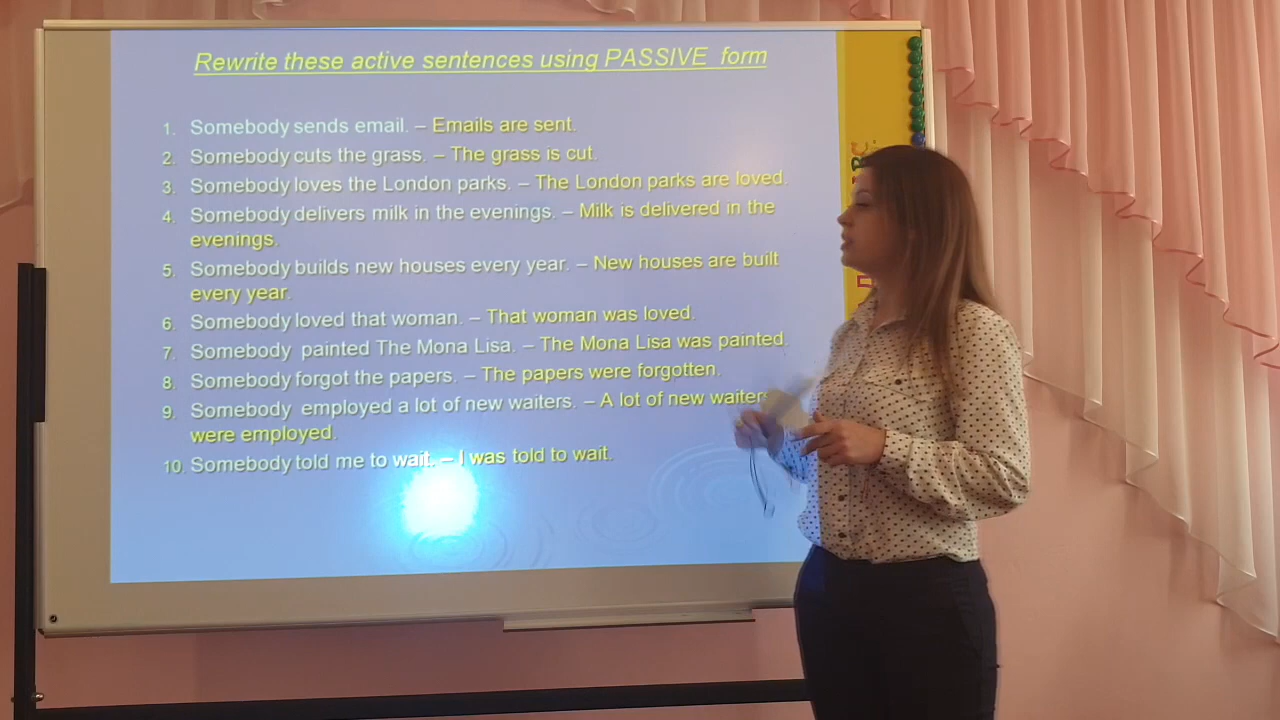 Rewrite these active sentences using PASSIVE form
1. Somebody sends email. – Emails are sent.
2. Somebody cuts the grass. – The grass is cut.
3. Somebody loves the London parks. – The London parks are loved.
4. Somebody delivers milk in the evenings. – Milk is delivered in the
evenings.
5. Somebody builds new houses every year. – New houses are built
every year.
6. Somebody loved that woman. – That woman was loved.
7. Somebody painted The Mona Lisa. – The Mona Lisa was painted.
8. Somebody forgot the papers. – The papers were forgotten.
9. Somebody employed a lot of new waiters. – A lot of new waiters
were employed.
10. Somebody told me to wait. – I was told to wait.